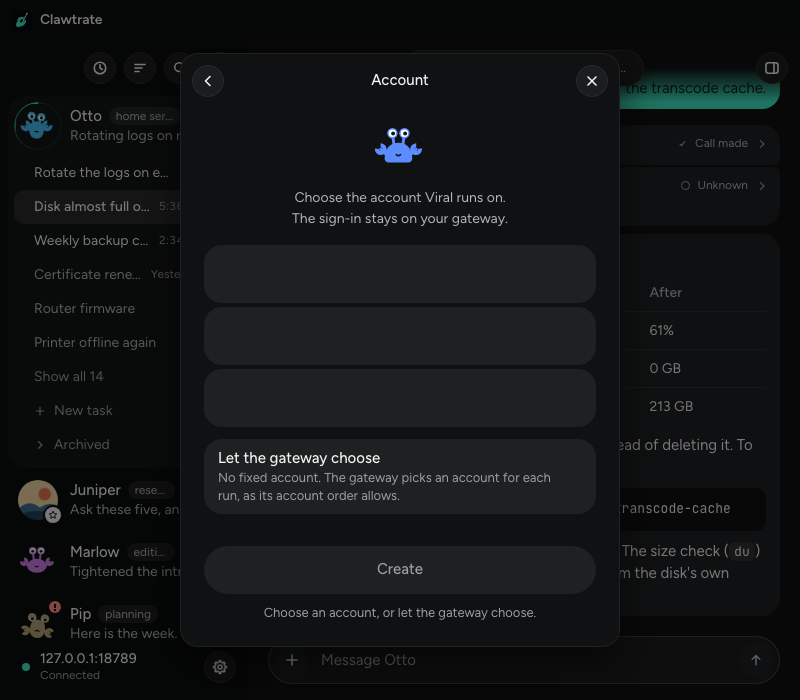 Clawtrate
Otto
home ser...
Rotating logs on
Rotate the logs on e...
Disk almost full o...
Weekly backup c...
Certificate rene...
Router firmware
Printer offline again
Show all 14
New task
Archived
Juniper
rese...
Ask these five, an
Marlow
editi...
Tightened the intr
Pip
planning
Here is the week.
127.0.0.1:18789
Connected
Account
Choose the account Viral runs on.
The sign-in stays on your gateway.
Let the gateway choose
No fixed account. The gateway picks an account for each
run, as its account order allows.
Create
Choose an account, or let the gateway choose.
the transcode cache.
Call made
Unknown
After
61%
0 GB
213 GB
of deleting it. To
transcode-cache
The size check (du)
the disk's own
Message Otto